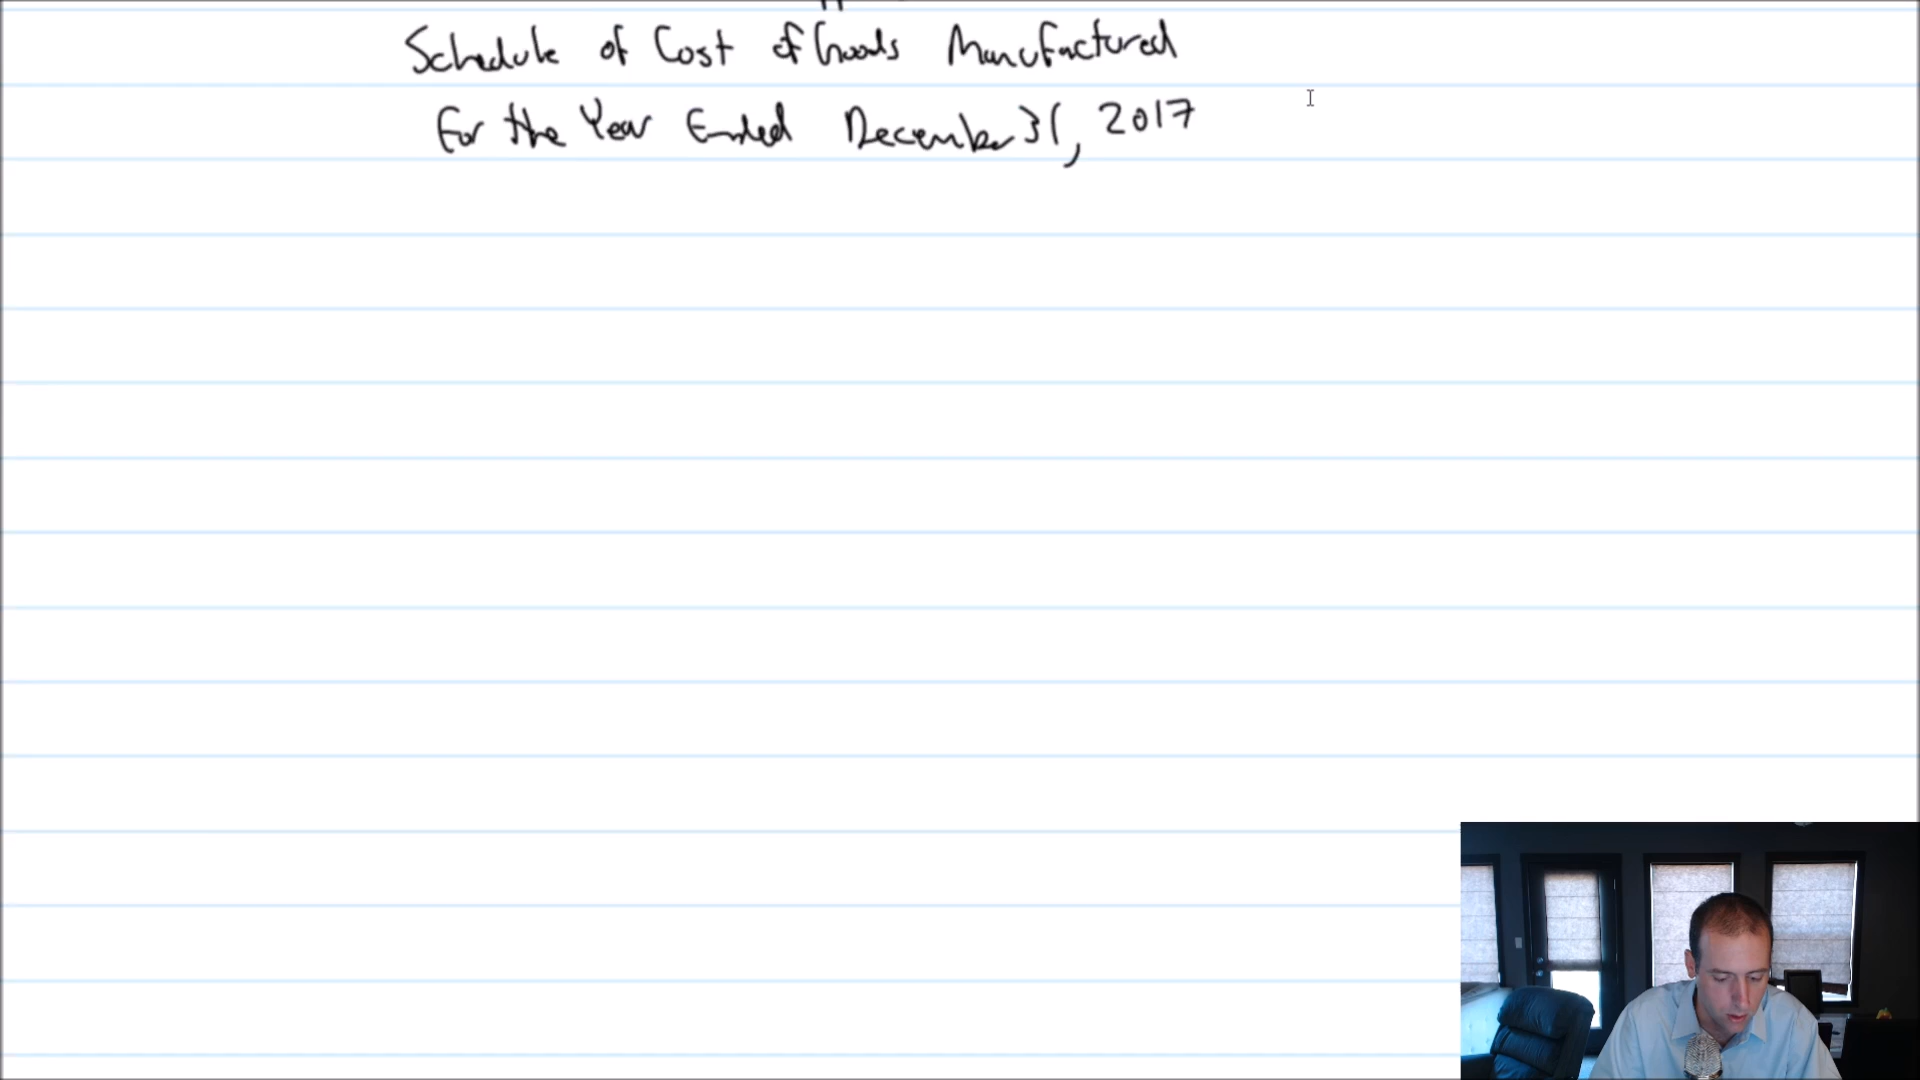 Schedule of Cost of Goods Manufactured
For the Year Ended December 31, 2017